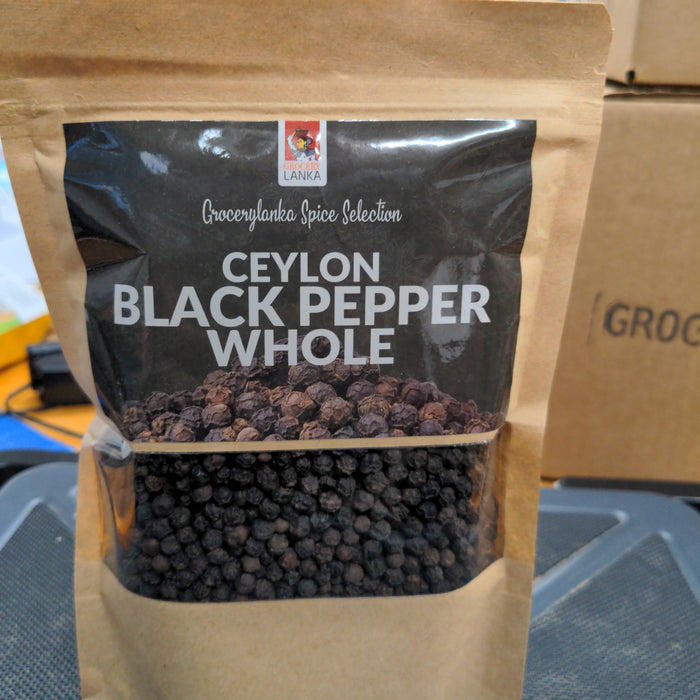 GROCERY
LANKA
Grocerylanka Spice Selection
CEYLON
BLACK PEPPER
WHOLE
GROC